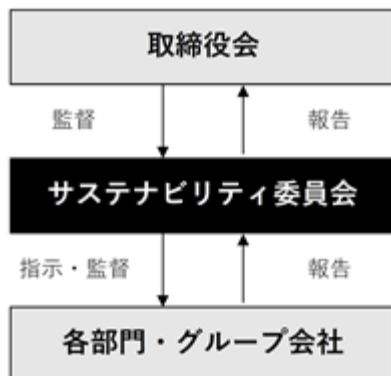 取締役会
監督
報告
サステナビリティ委員会
指示・監督
報告
各部門・グループ会社